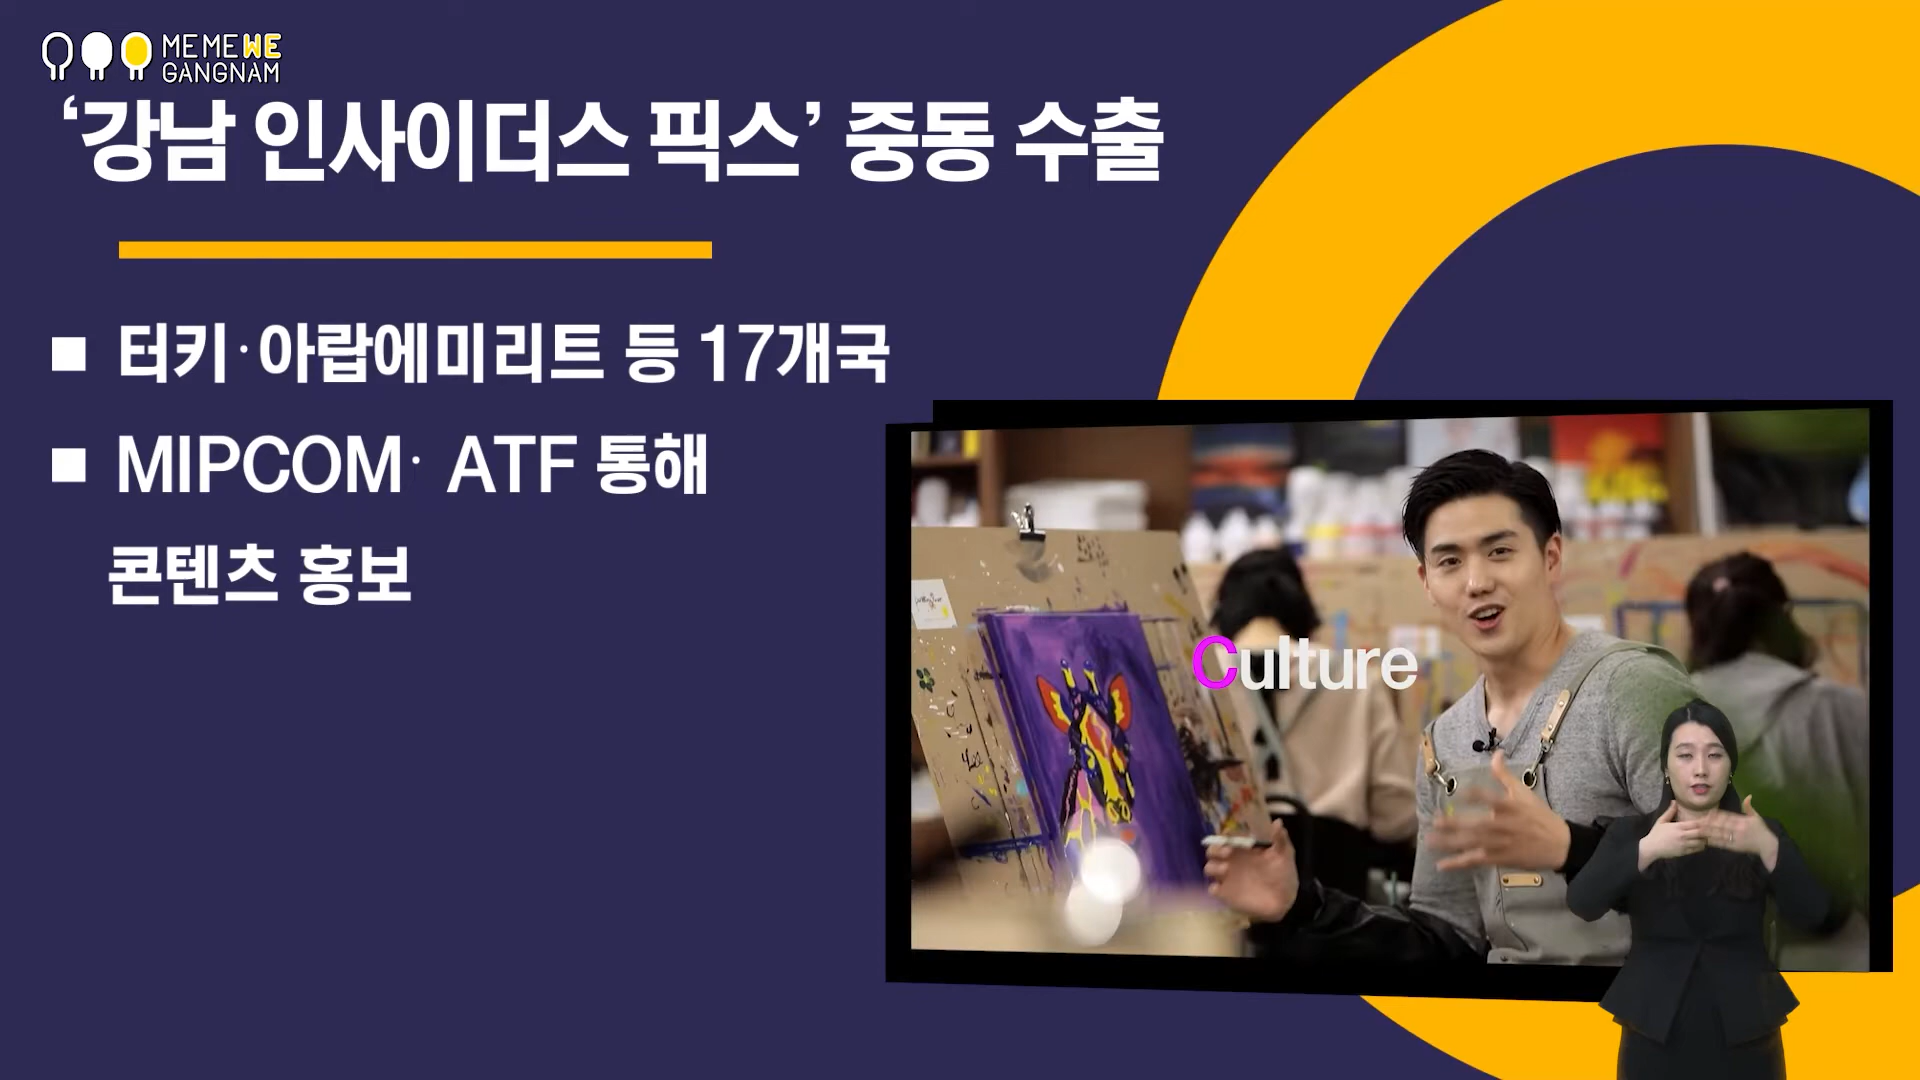 MEMEWE
GANGNAM
‘강남 인사이더스 픽스’ 중동 수출
■ 터키·아랍에미리트 등 17개국
■ MIPCOM· ATF 통해
콘텐츠 홍보
Culture